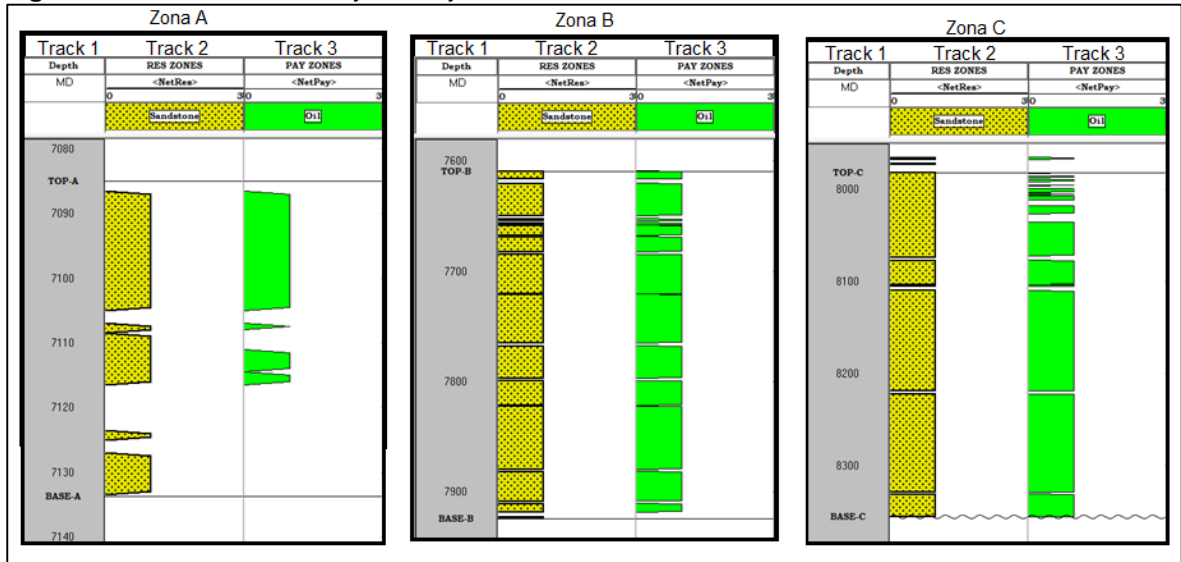 Zona A
Track 1 Track 2 Track 3
Depth RES ZONES PAY ZONES
MD <NetRes> <NetPay>
0 3 0 3
Sandstone Oil
7080
TOP-A
7090
7100
7110
7120
7130
BASE-A
7140
Zona B
Track 1 Track 2 Track 3
Depth RES ZONES PAY ZONES
MD <NetRes> <NetPay>
0 3 0 3
Sandstone Oil
7600
TOP-B
7700
7800
7900
BASE-B
Zona C
Track 1 Track 2 Track 3
Depth RES ZONES PAY ZONES
MD <NetRes> <NetPay>
0 3 0 3
Sandstone Oil
TOP-C
8000
8100
8200
8300
BASE-C